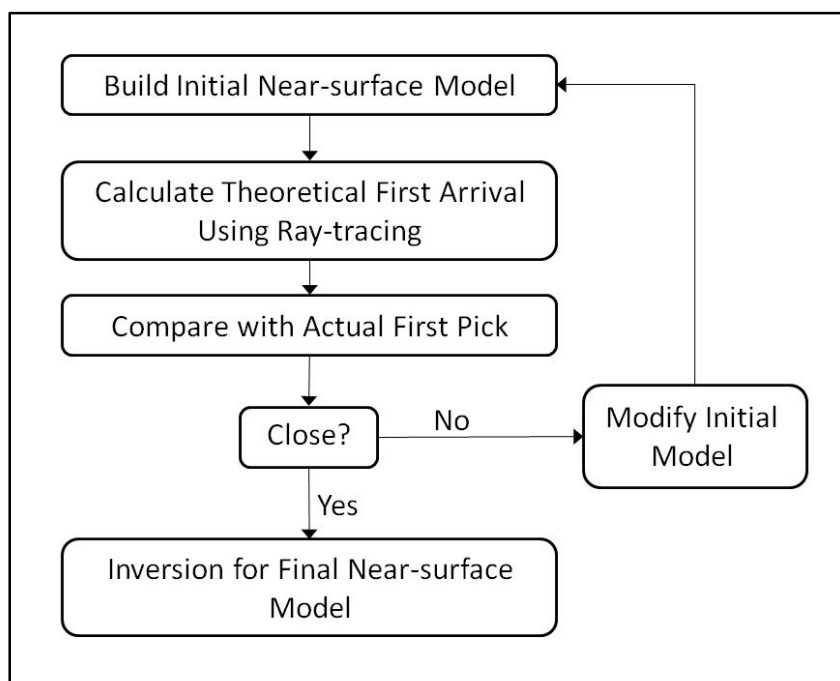 Build Initial Near-surface Model
Calculate Theoretical First Arrival
Using Ray-tracing
Compare with Actual First Pick
Close?
No
Modify Initial
Model
Yes
Inversion for Final Near-surface
Model